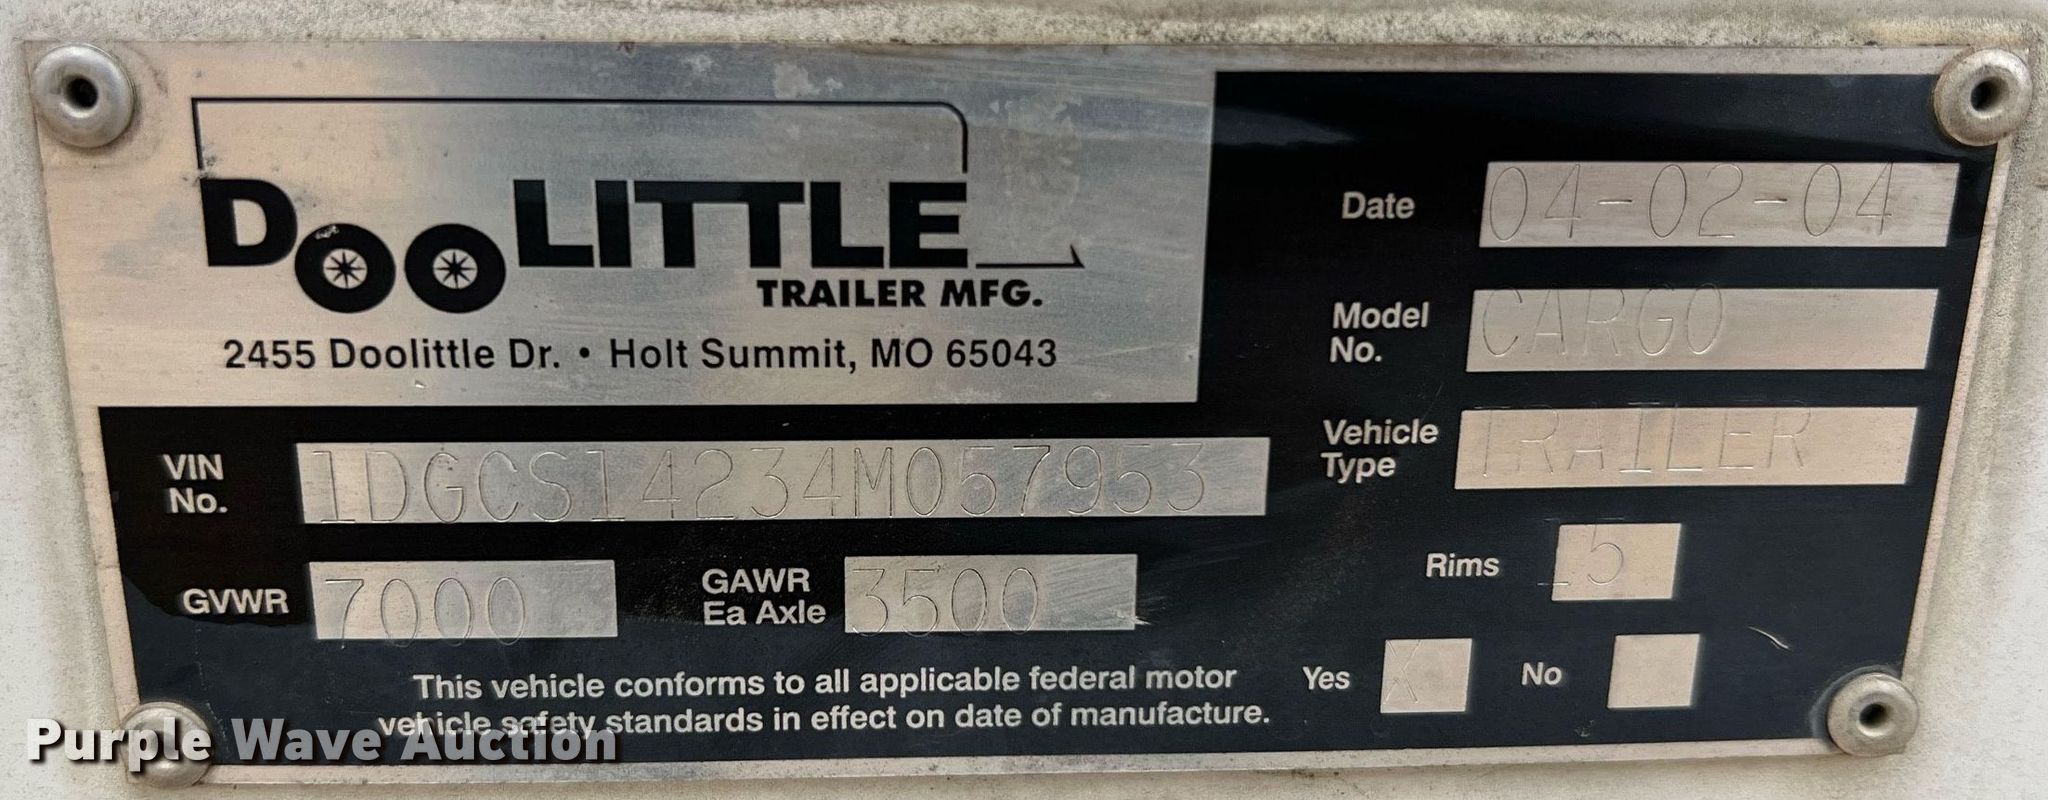 DOOLITTLE
TRAILER MFG.
2455 Doolittle Dr. • Holt Summit, MO 65043
Date 04-02-04
Model No. CARGO
Vehicle Type TRAILER
VIN No. 1DGCS14234M057953
GVWR 7000
GAWR Ea Axle 3500
Rims 15
This vehicle conforms to all applicable federal motor
vehicle safety standards in effect on date of manufacture.
Yes X No
Purple Wave Auction